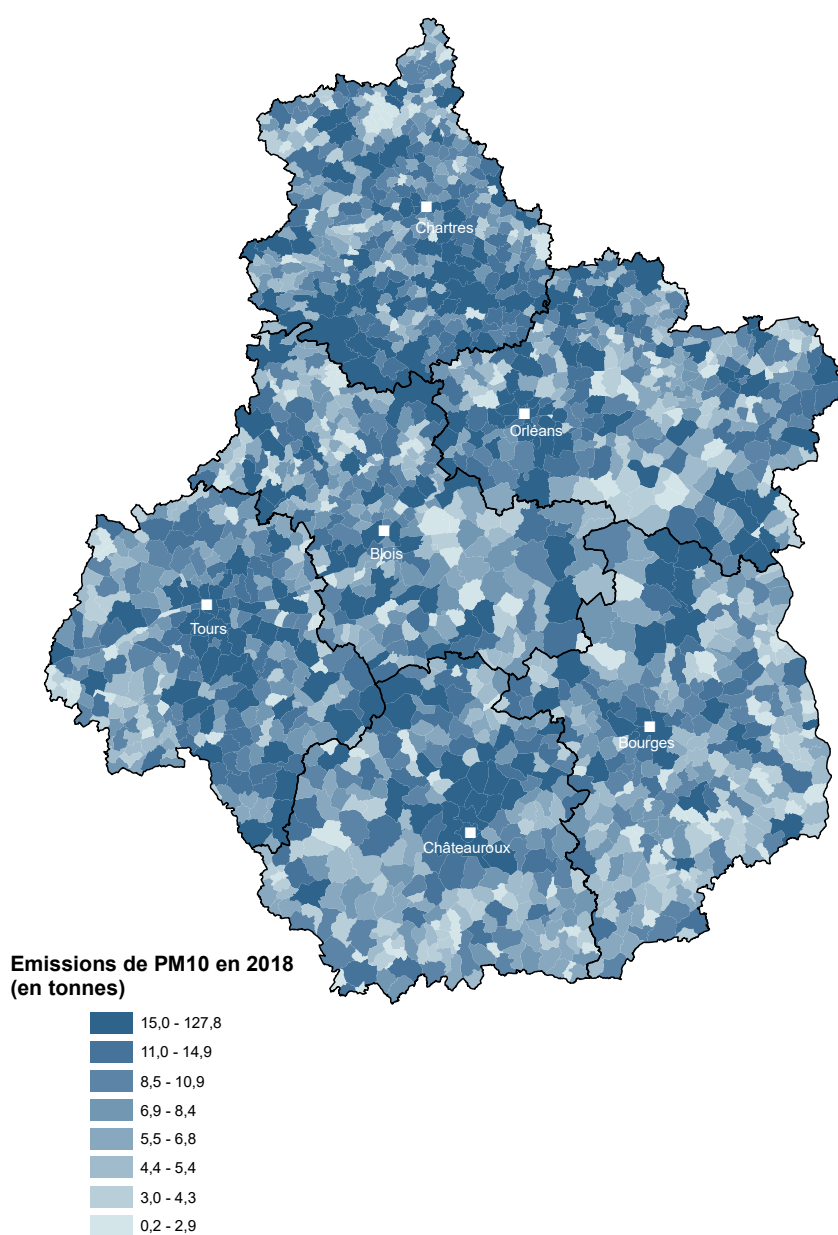 Chartres
Orléans
Blois
Tours
Bourges
Châteauroux
Emissions de PM10 en 2018
(en tonnes)
15,0 - 127,8
11,0 - 14,9
8,5 - 10,9
6,9 - 8,4
5,5 - 6,8
4,4 - 5,4
3,0 - 4,3
0,2 - 2,9